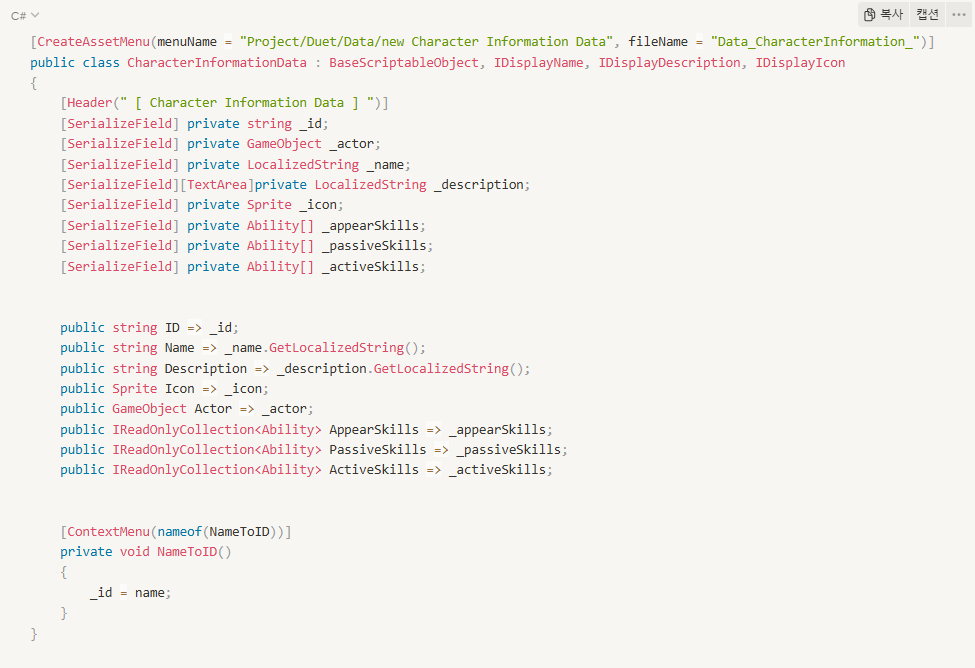 C#
복사 캡션
[CreateAssetMenu(menuName = "Project/Duet/Data/new Character Information Data", fileName = "Data_CharacterInformation_")]
public class CharacterInformationData : BaseScriptableObject, IDisplayName, IDisplayDescription, IDisplayIcon
{
    [Header(" [ Character Information Data ] ")]
    [SerializeField] private string _id;
    [SerializeField] private GameObject _actor;
    [SerializeField] private LocalizedString _name;
    [SerializeField][TextArea]private LocalizedString _description;
    [SerializeField] private Sprite _icon;
    [SerializeField] private Ability[] _appearSkills;
    [SerializeField] private Ability[] _passiveSkills;
    [SerializeField] private Ability[] _activeSkills;
    public string ID => _id;
    public string Name => _name.GetLocalizedString();
    public string Description => _description.GetLocalizedString();
    public Sprite Icon => _icon;
    public GameObject Actor => _actor;
    public IReadOnlyCollection<Ability> AppearSkills => _appearSkills;
    public IReadOnlyCollection<Ability> PassiveSkills => _passiveSkills;
    public IReadOnlyCollection<Ability> ActiveSkills => _activeSkills;
    [ContextMenu(nameof(NameToID))]
    private void NameToID()
    {
        _id = name;
    }
}